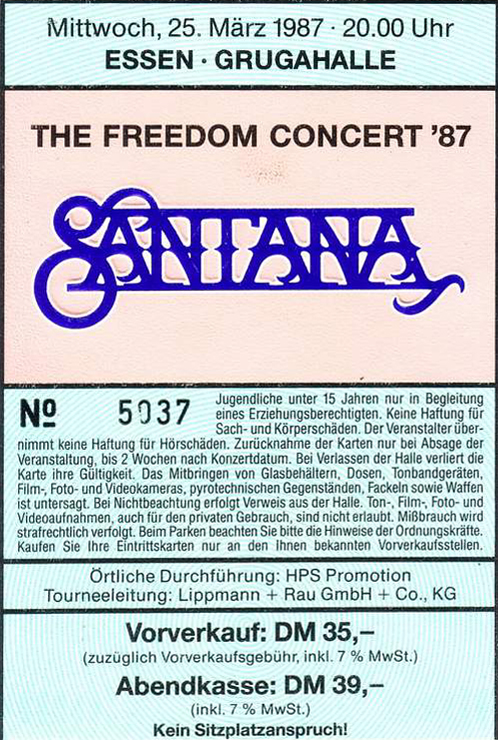 Mittwoch, 25. März 1987 · 20.00 Uhr
ESSEN · GRUGAHALLE
THE FREEDOM CONCERT '87
SANTANA
Nº 5037
Jugendliche unter 15 Jahren nur in Begleitung
eines Erziehungsberechtigten. Keine Haftung für
Sach- und Körperschäden. Der Veranstalter über-
nimmt keine Haftung für Hörschäden. Zurücknahme der Karten nur bei Absage der
Veranstaltung, bis 2 Wochen nach Konzertdatum. Bei Verlassen der Halle verliert die
Karte ihre Gültigkeit. Das Mitbringen von Glasbehältern, Dosen, Tonbandgeräten,
Film-, Foto- und Videokameras, pyrotechnischen Gegenständen, Fackeln sowie Waffen
ist untersagt. Bei Nichtbeachtung erfolgt Verweis aus der Halle. Ton-, Film-, Foto- und
Videoaufnahmen, auch für den privaten Gebrauch, sind nicht erlaubt. Mißbrauch wird
strafrechtlich verfolgt. Beim Parken beachten Sie bitte die Hinweise der Ordnungskräfte.
Kaufen Sie Ihre Eintrittskarten nur an den Ihnen bekannten Vorverkaufsstellen.
Örtliche Durchführung: HPS Promotion
Tourneeleitung: Lippmann + Rau GmbH + Co., KG
Vorverkauf: DM 35,–
(zuzüglich Vorverkaufsgebühr, inkl. 7 % MwSt.)
Abendkasse: DM 39,–
(inkl. 7 % MwSt.)
Kein Sitzplatzanspruch!